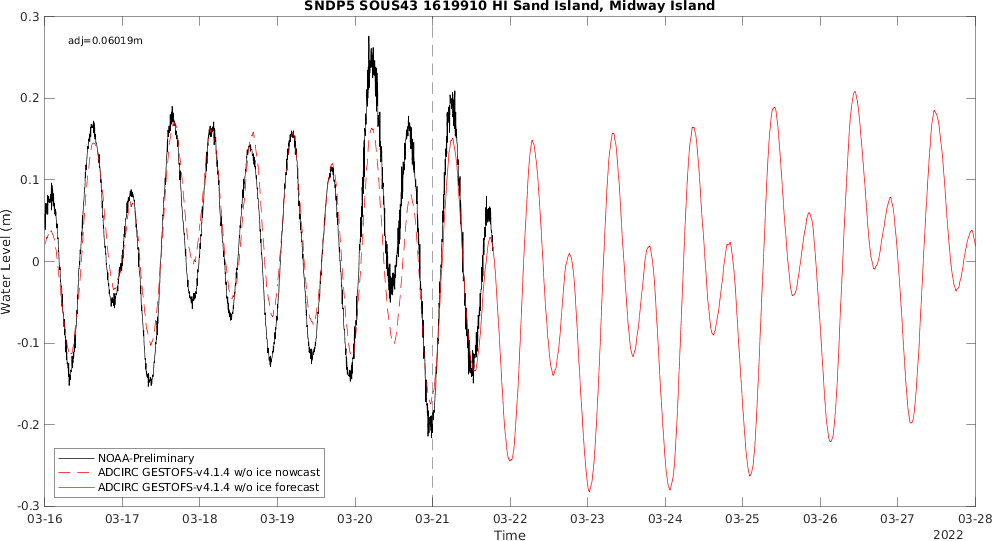 SNDP5 SOUS43 1619910 HI Sand Island, Midway Island
adj=0.06019m
0.3
0.2
0.1
0
-0.1
-0.2
-0.3
Water Level (m)
NOAA-Preliminary
ADCIRC GESTOFS-v4.1.4 w/o ice nowcast
ADCIRC GESTOFS-v4.1.4 w/o ice forecast
03-16 03-17 03-18 03-19 03-20 03-21 03-22 03-23 03-24 03-25 03-26 03-27 03-28
Time
2022